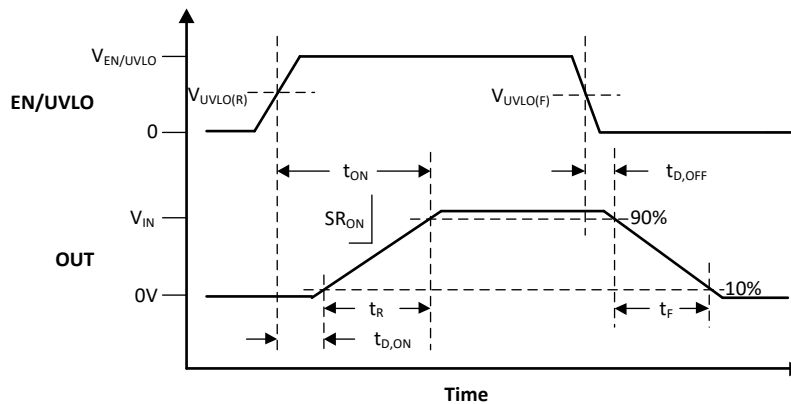 V_EN/UVLO
V_UVLO(R)
V_UVLO(F)
EN/UVLO
0
t_ON
t_D,OFF
SR_ON
V_IN
90%
OUT
0V
10%
t_R
t_F
t_D,ON
Time